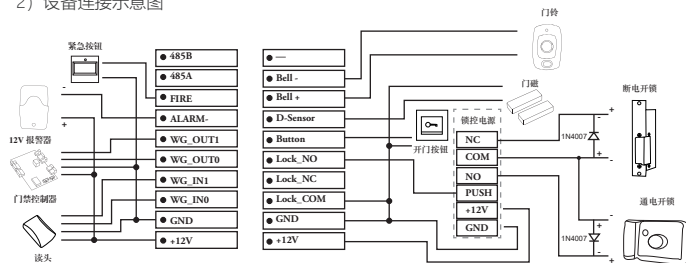 2）设备连接示意图
紧急按钮
12V 报警器
门禁控制器
读头
485B
485A
FIRE
ALARM-
WG_OUT1
WG_OUT0
WG_IN1
WG_IN0
GND
+12V
—
Bell -
Bell +
D-Sensor
Button
Lock_NO
Lock_NC
Lock_COM
GND
+12V
门铃
门磁
开门按钮
锁控电源
NC
COM
NO
PUSH
+12V
GND
断电开锁
1N4007
通电开锁
1N4007
-
+
+
-
+
-
+
-
-
+